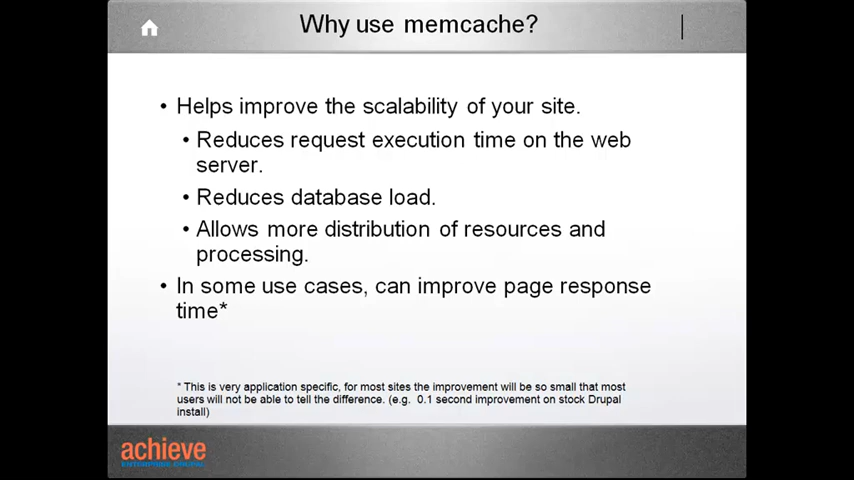 Why use memcache?
• Helps improve the scalability of your site.
• Reduces request execution time on the web
server.
• Reduces database load.
• Allows more distribution of resources and
processing.
• In some use cases, can improve page response
time*
* This is very application specific, for most sites the improvement will be so small that most
users will not be able to tell the difference. (e.g. 0.1 second improvement on stock Drupal
install)
achieve
ENTERPRISE DRUPAL